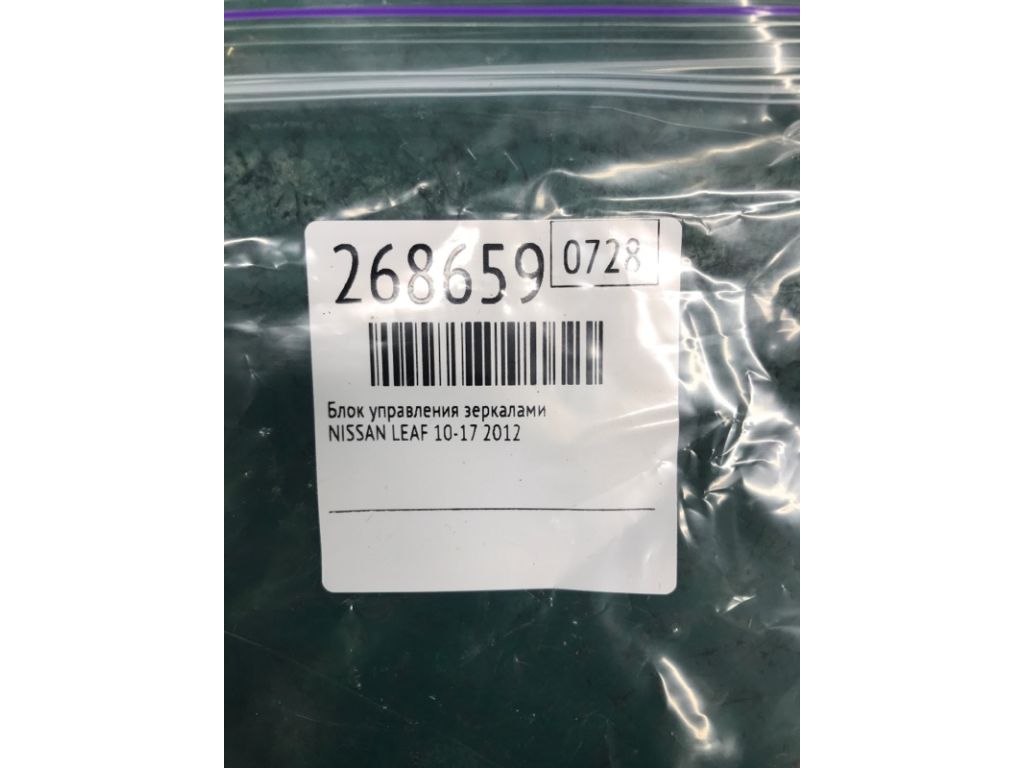 268659 0728
Блок управления зеркалами
NISSAN LEAF 10-17 2012